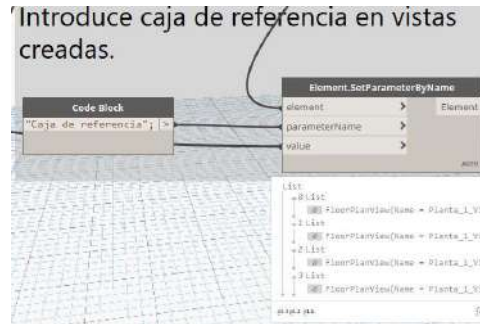 Introduce caja de referencia en vistas
creadas.
Element.SetParameterByName
Code Block
element > Element
"Caja de referencia"; >
parameterName >
value >
AUTO
List
0 List
FloorPlanView(Name = Planta_1_V
1 List
FloorPlanView(Name = Planta_1_V
2 List
FloorPlanView(Name = Planta_1_V
3 List
FloorPlanView(Name = Planta_1_V